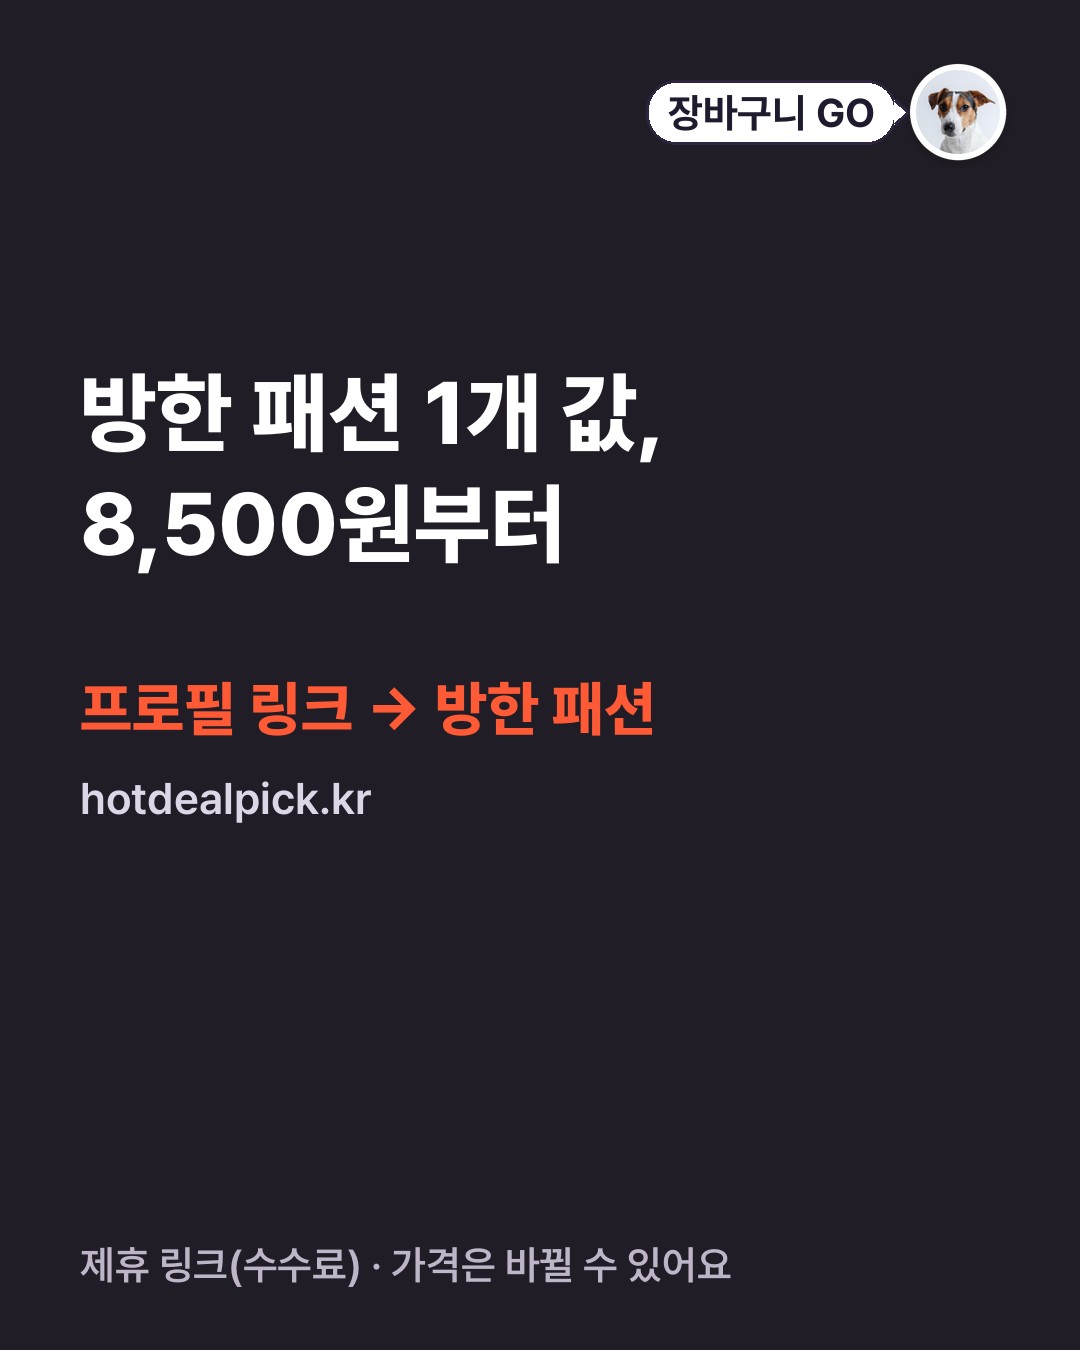 장바구니 GO
방한 패션 1개 값,
8,500원부터
프로필 링크 → 방한 패션
hotdealpick.kr
제휴 링크(수수료) · 가격은 바뀔 수 있어요